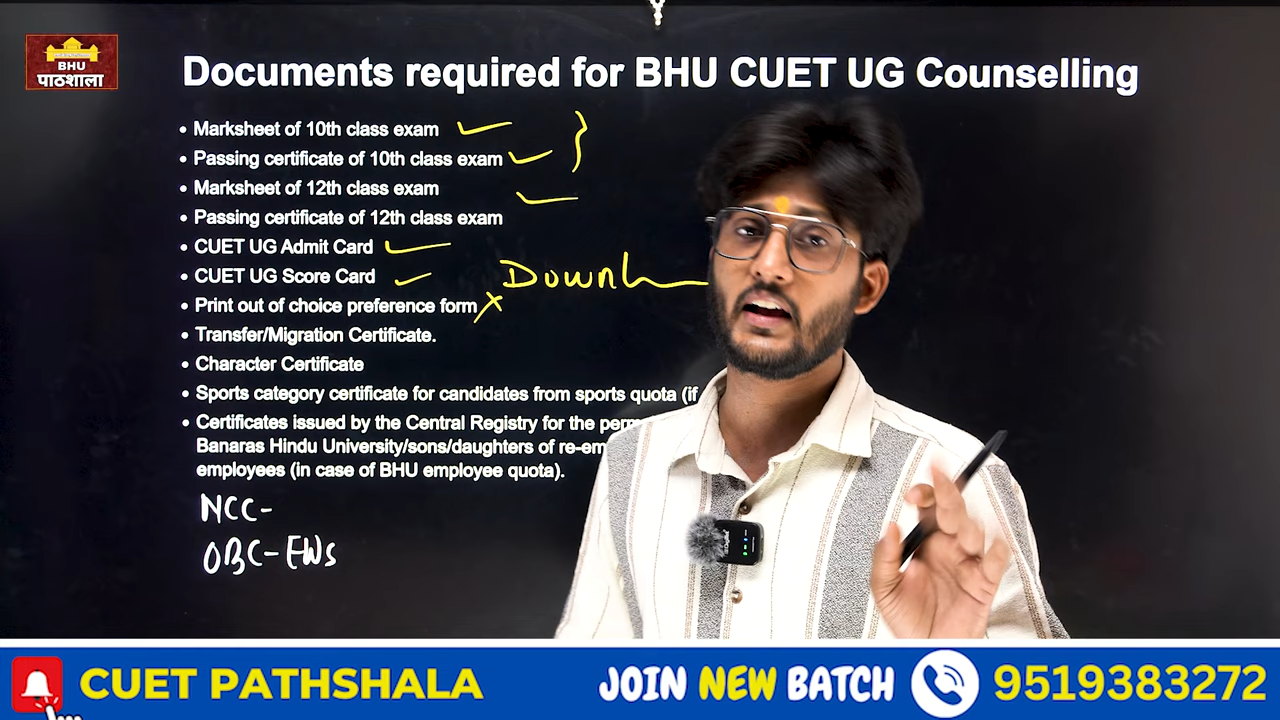 BHU
पाठशाला
Documents required for BHU CUET UG Counselling
• Marksheet of 10th class exam
• Passing certificate of 10th class exam
• Marksheet of 12th class exam
• Passing certificate of 12th class exam
• CUET UG Admit Card
• CUET UG Score Card
Down
• Print out of choice preference form
• Transfer/Migration Certificate.
• Character Certificate
• Sports category certificate for candidates from sports quota (if
• Certificates issued by the Central Registry for the
Banaras Hindu University/sons/daughters of
employees (in case of BHU employee quota).
NCC-
OBC-EWS
CUET PATHSHALA
JOIN NEW BATCH
9519383272